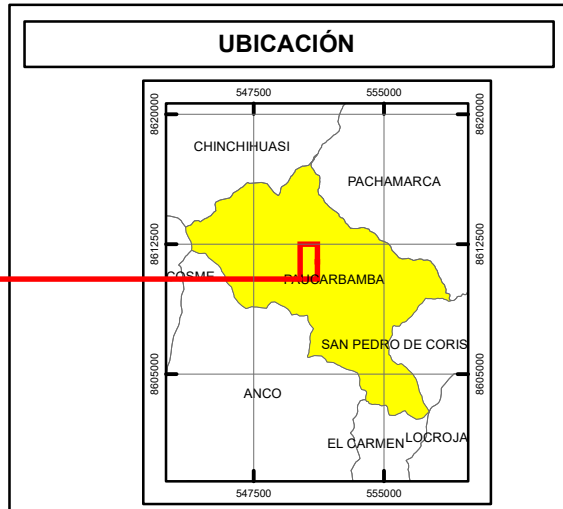 UBICACIÓN
547500 555000
8620000 8620000
CHINCHIHUASI
PACHAMARCA
8612500 8612500
COSME PAUCARBAMBA
SAN PEDRO DE CORIS
8605000 8605000
ANCO
EL CARMEN LOCROJA
547500 555000